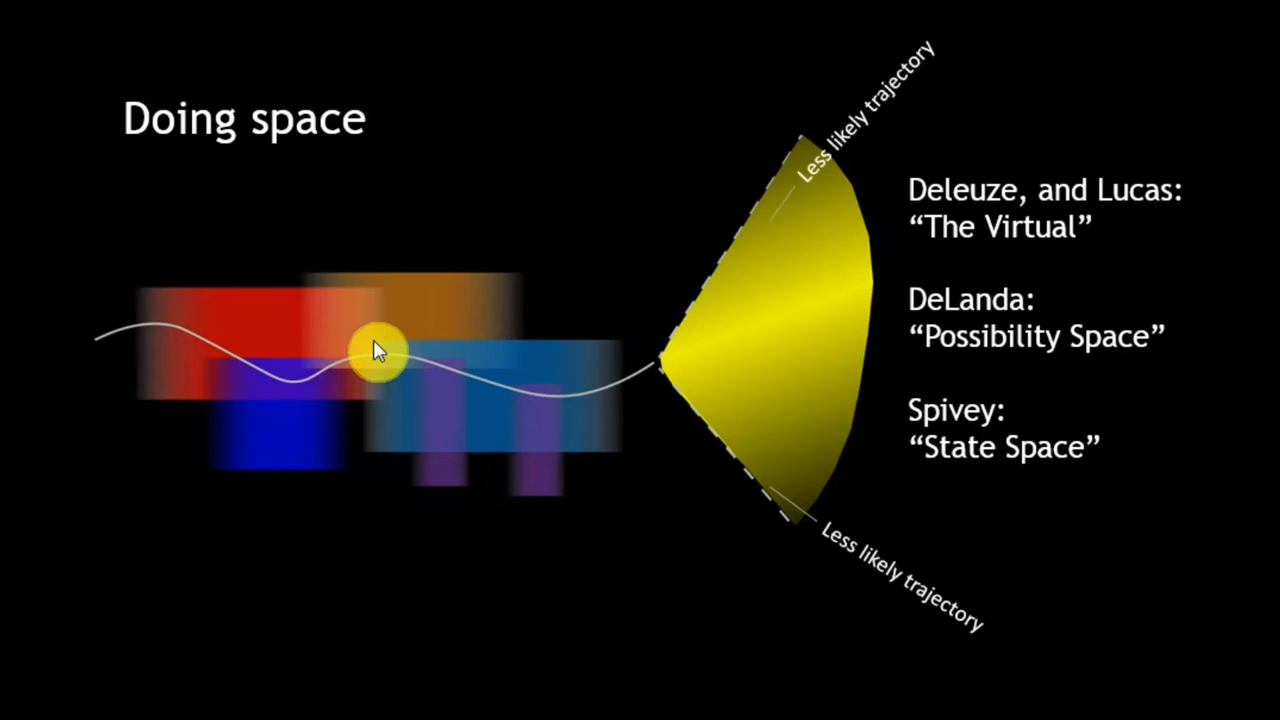 Doing space
Less likely trajectory
Deleuze, and Lucas:
“The Virtual”
DeLanda:
“Possibility Space”
Spivey:
“State Space”
Less likely trajectory